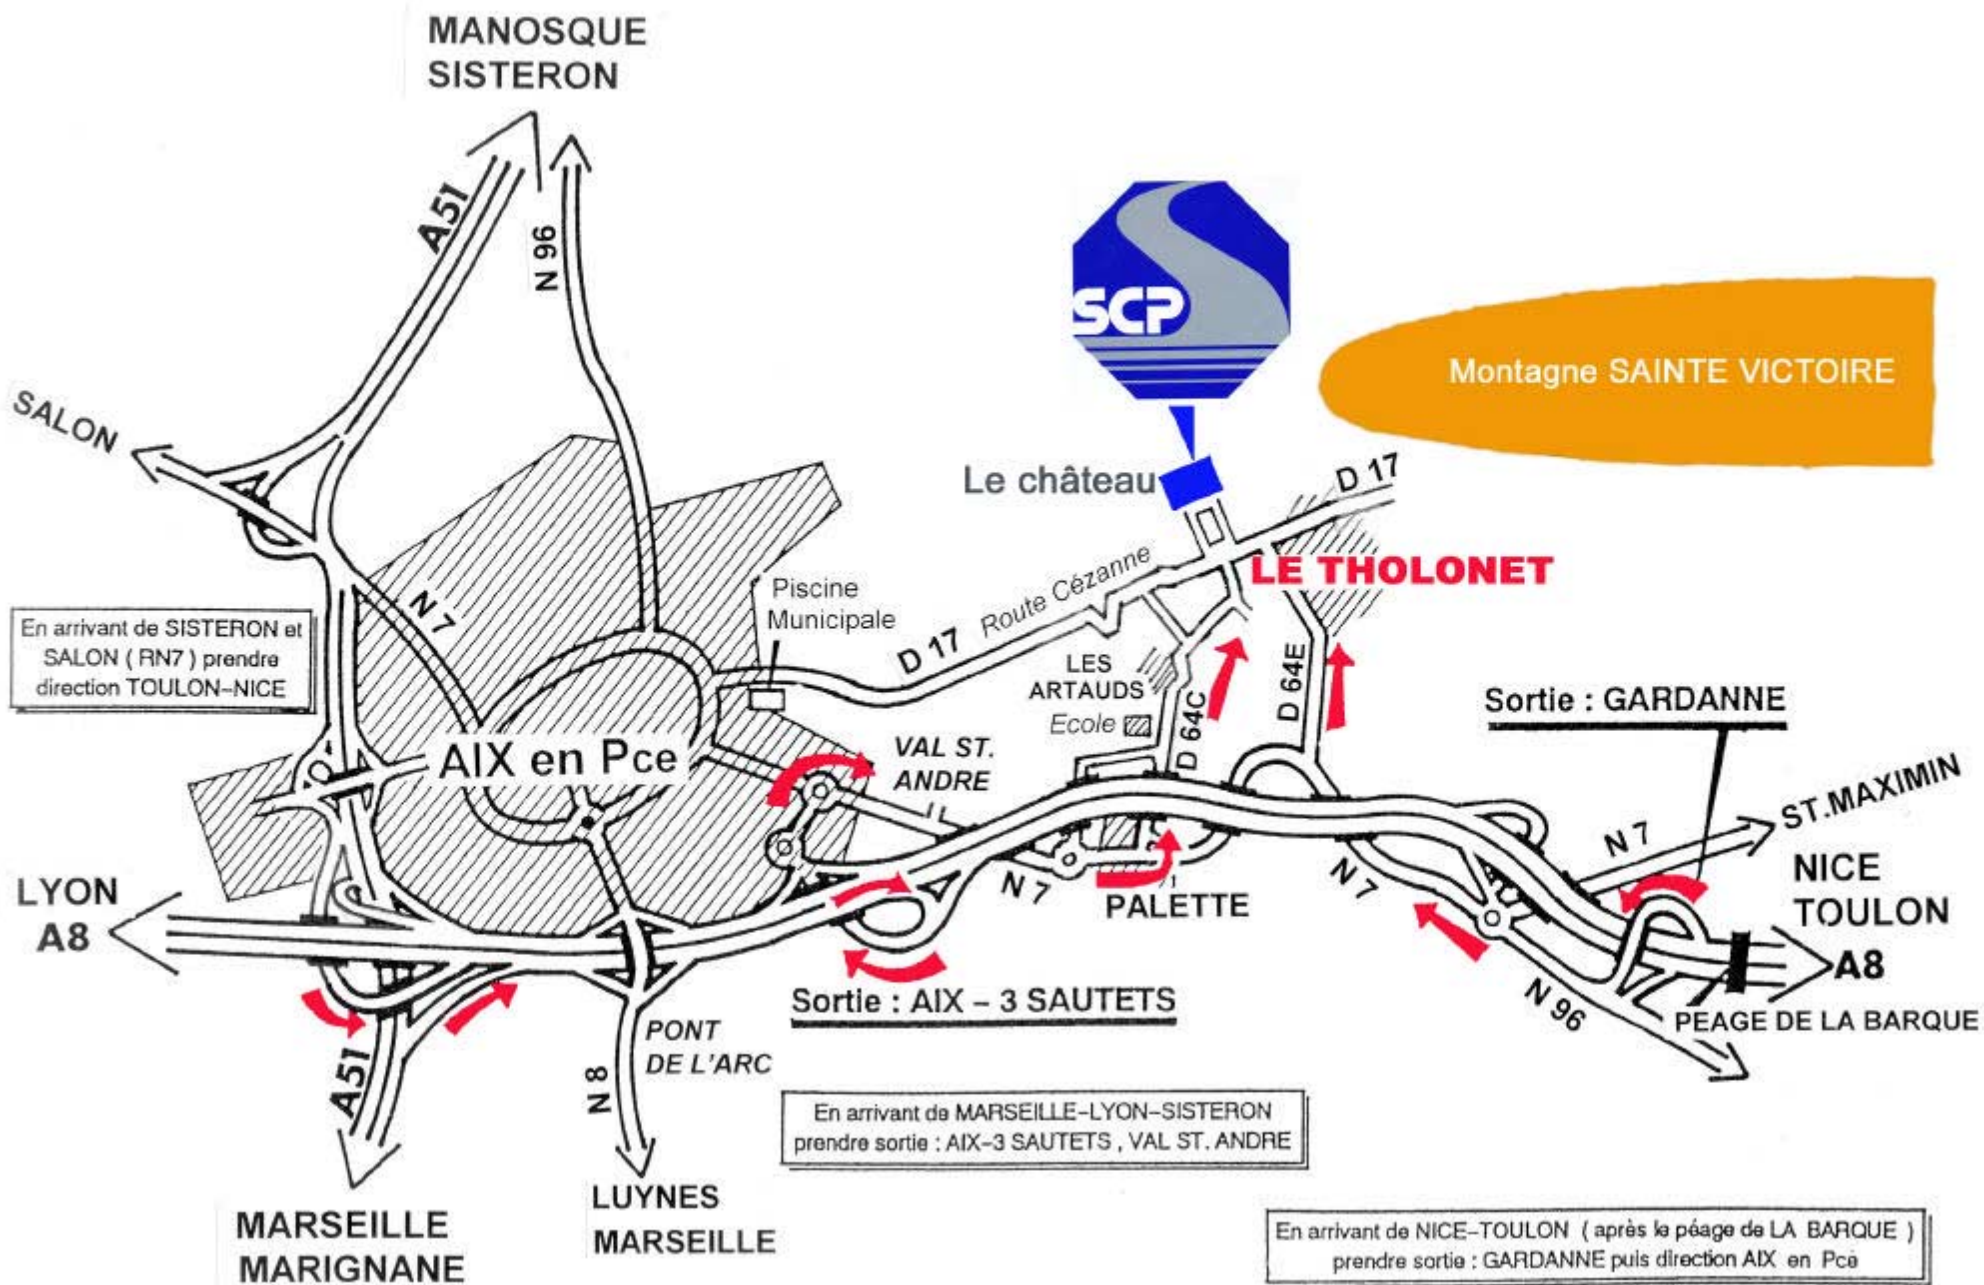 MANOSQUE
SISTERON
A51
N 96
SCP
Montagne SAINTE VICTOIRE
SALON
Le château
D 17
LE THOLONET
Route Cézanne
D 17
N 7
Piscine
Municipale
En arrivant de SISTERON et
SALON ( RN7 ) prendre
direction TOULON-NICE
LES
ARTAUDS
Ecole
D 64C
D 64E
Sortie : GARDANNE
AIX en Pce
VAL ST.
ANDRE
ST.MAXIMIN
N 7
LYON
A8
N 7
PALETTE
N 7
NICE
TOULON
A8
Sortie : AIX – 3 SAUTETS
N 96
PEAGE DE LA BARQUE
PONT
DE L'ARC
A51
N 8
En arrivant de MARSEILLE-LYON-SISTERON
prendre sortie : AIX-3 SAUTETS , VAL ST. ANDRE
MARSEILLE
MARIGNANE
LUYNES
MARSEILLE
En arrivant de NICE-TOULON ( après le péage de LA BARQUE )
prendre sortie : GARDANNE puis direction AIX en Pce